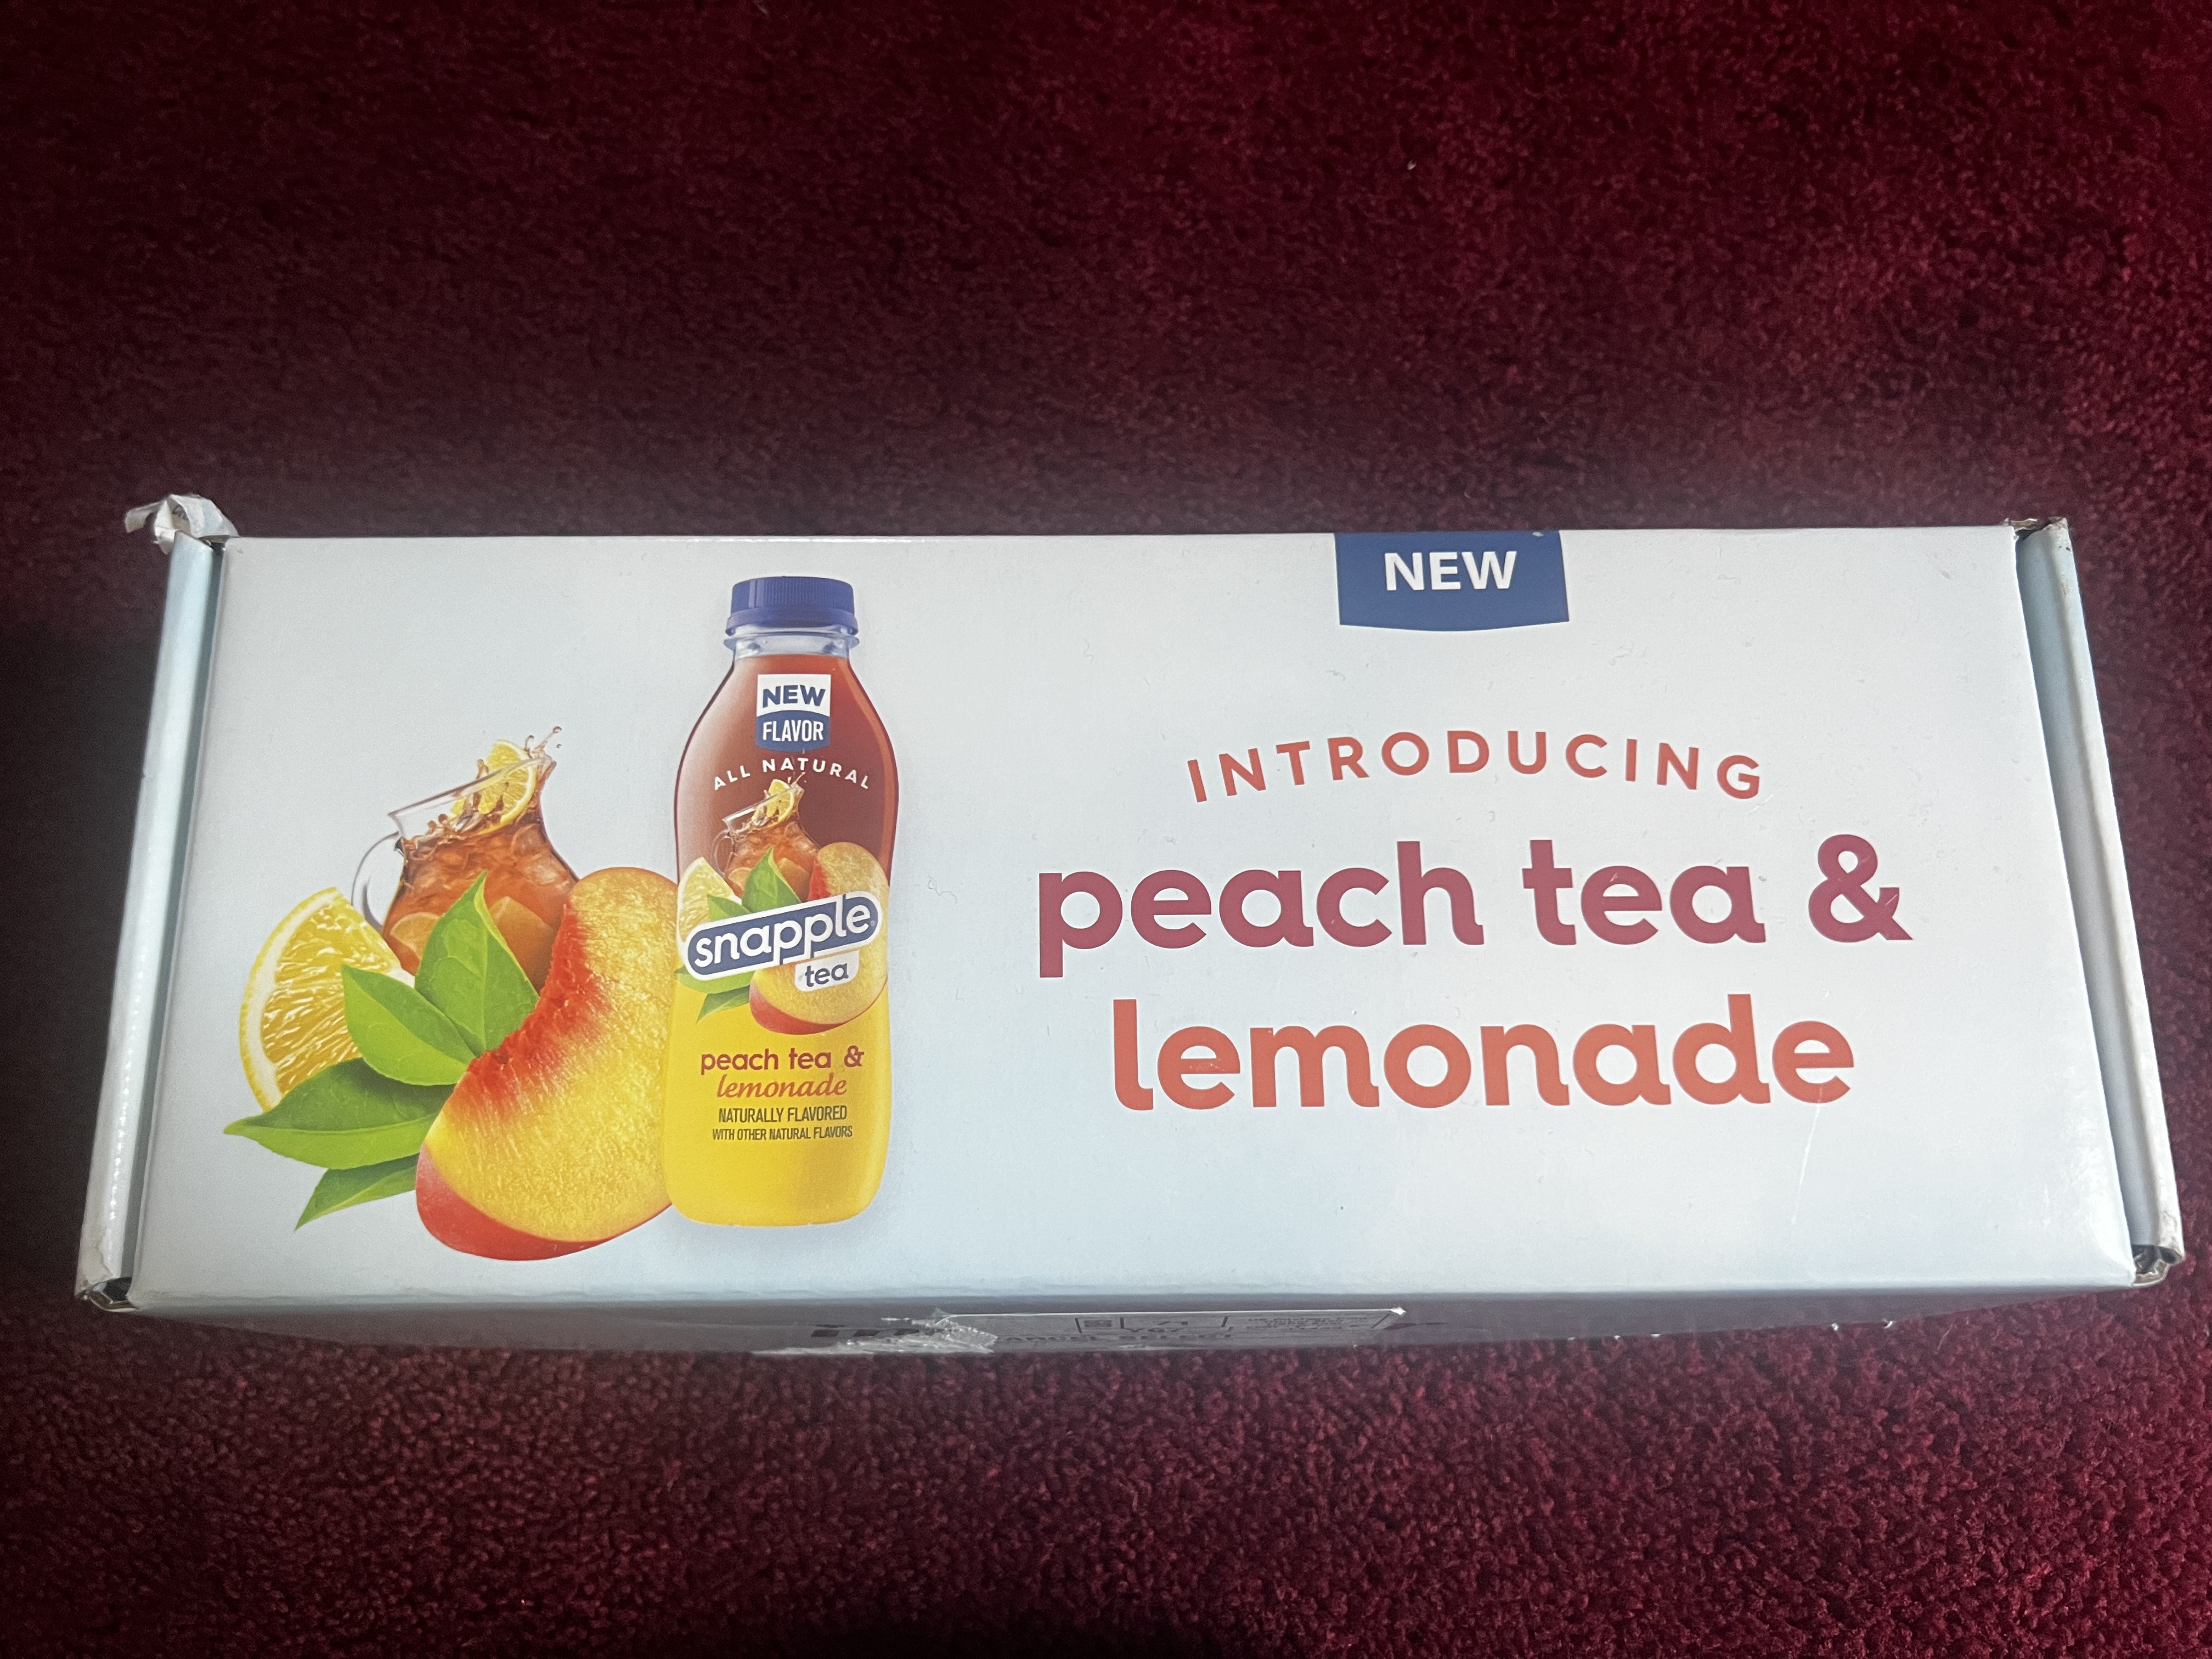 NEW
INTRODUCING
peach tea &
lemonade
NEW
FLAVOR
ALL NATURAL
snapple
tea
peach tea &
lemonade
NATURALLY FLAVORED
WITH OTHER NATURAL FLAVORS